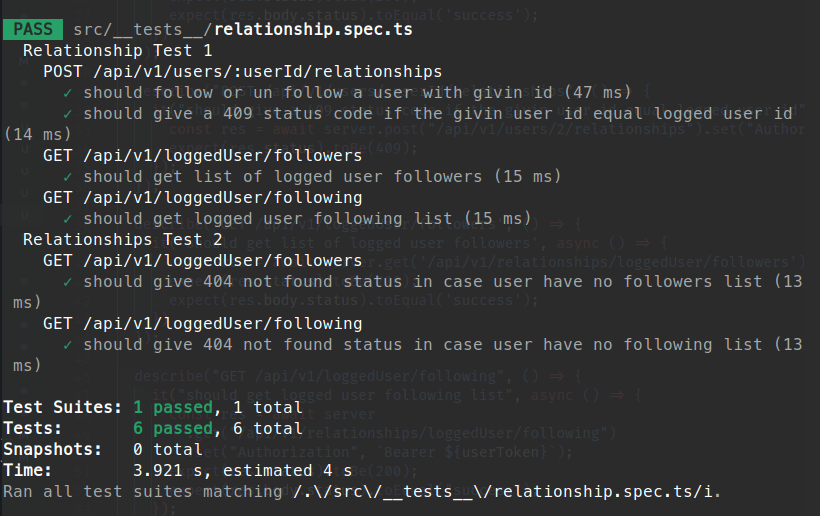 PASS src/__tests__/relationship.spec.ts
Relationship Test 1
POST /api/v1/users/:userId/relationships
✓ should follow or un follow a user with givin id (47 ms)
✓ should give a 409 status code if the givin user id equal logged user id
(14 ms)
GET /api/v1/loggedUser/followers
✓ should get list of logged user followers (15 ms)
GET /api/v1/loggedUser/following
✓ should get logged user following list (15 ms)
Relationships Test 2
GET /api/v1/loggedUser/followers
✓ should give 404 not found status in case user have no followers list (13
ms)
GET /api/v1/loggedUser/following
✓ should give 404 not found status in case user have no following list (13
ms)
Test Suites: 1 passed, 1 total
Tests: 6 passed, 6 total
Snapshots: 0 total
Time: 3.921 s, estimated 4 s
Ran all test suites matching /.\/src\/__tests__\/relationship.spec.ts/i.